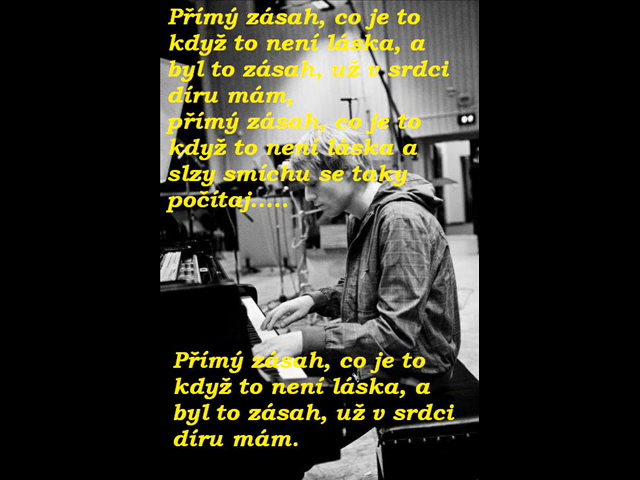 Přímý zásah, co je to
když to není láska, a
byl to zásah, už v srdci
díru mám,
přímý zásah, co je to
když to není láska a
slzy smíchu se taky
počítaj.....
Přímý zásah, co je to
když to není láska, a
byl to zásah, už v srdci
díru mám.